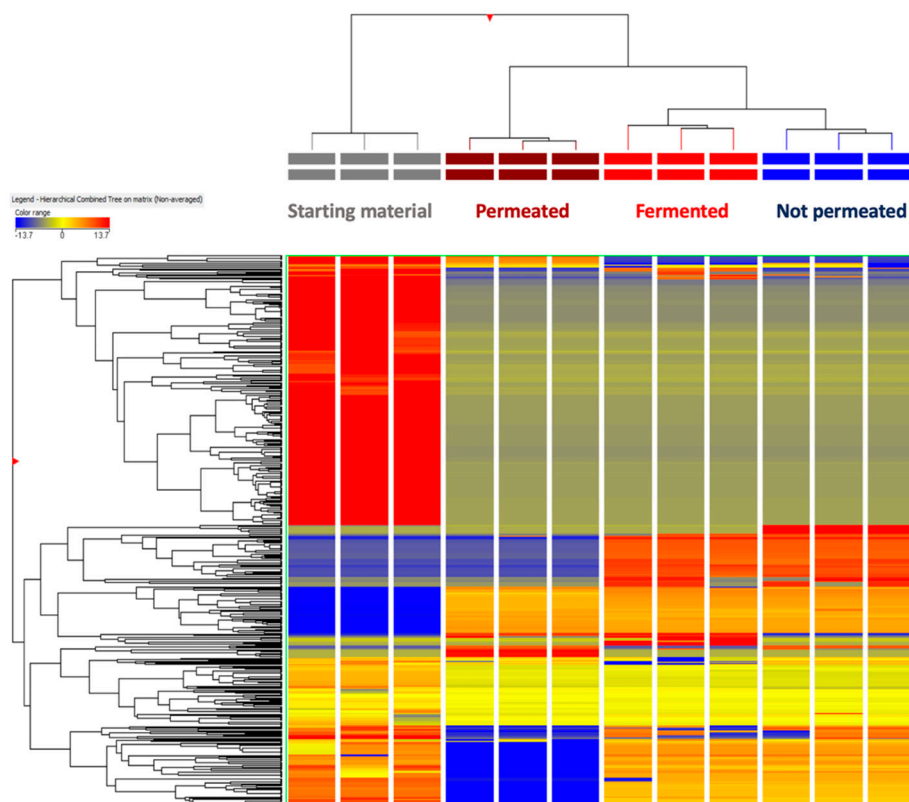 Legend - Hierarchical Combined Tree on matrix (Non-averaged)
Color range
-13.7 0 13.7
Starting material Permeated Fermented Not permeated